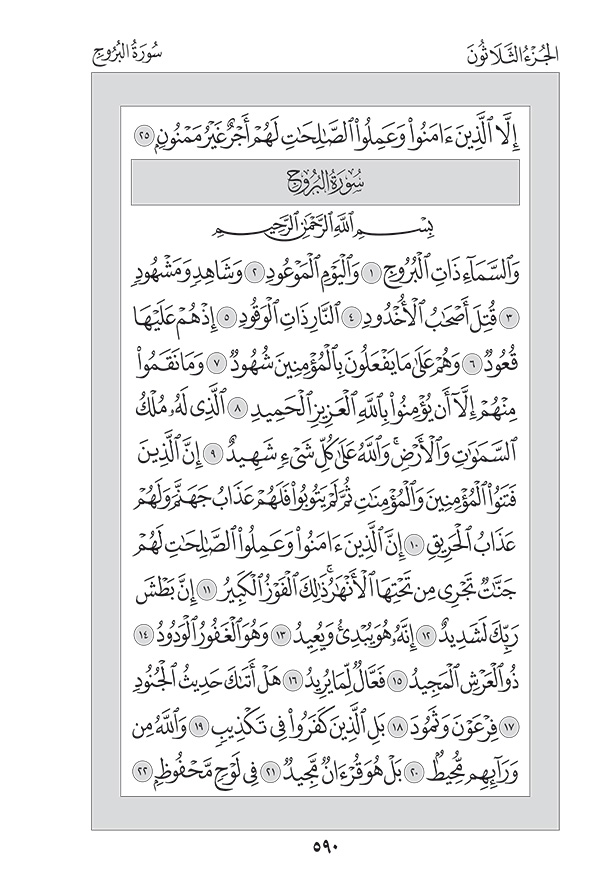 الجُزْءُ الثَّلَاثُونَ
سُورَةُ البُرُوجِ
إِلَّا ٱلَّذِينَ ءَامَنُوا۟ وَعَمِلُوا۟ ٱلصَّـٰلِحَـٰتِ لَهُمْ أَجْرٌ غَيْرُ مَمْنُونٍۭ ٢٥
سُورَةُ البُرُوجِ
بِسْمِ ٱللَّهِ ٱلرَّحْمَـٰنِ ٱلرَّحِيمِ
وَٱلسَّمَآءِ ذَاتِ ٱلْبُرُوجِ ١ وَٱلْيَوْمِ ٱلْمَوْعُودِ ٢ وَشَاهِدٍ وَمَشْهُودٍ
٣ قُتِلَ أَصْحَـٰبُ ٱلْأُخْدُودِ ٤ ٱلنَّارِ ذَاتِ ٱلْوَقُودِ ٥ إِذْ هُمْ عَلَيْهَا
قُعُودٌ ٦ وَهُمْ عَلَىٰ مَا يَفْعَلُونَ بِٱلْمُؤْمِنِينَ شُهُودٌ ٧ وَمَا نَقَمُوا۟
مِنْهُمْ إِلَّآ أَن يُؤْمِنُوا۟ بِٱللَّهِ ٱلْعَزِيزِ ٱلْحَمِيدِ ٨ ٱلَّذِى لَهُۥ مُلْكُ
ٱلسَّمَـٰوَٰتِ وَٱلْأَرْضِ ۚ وَٱللَّهُ عَلَىٰ كُلِّ شَىْءٍ شَهِيدٌ ٩ إِنَّ ٱلَّذِينَ
فَتَنُوا۟ ٱلْمُؤْمِنِينَ وَٱلْمُؤْمِنَـٰتِ ثُمَّ لَمْ يَتُوبُوا۟ فَلَهُمْ عَذَابُ جَهَنَّمَ وَلَهُمْ
عَذَابُ ٱلْحَرِيقِ ١٠ إِنَّ ٱلَّذِينَ ءَامَنُوا۟ وَعَمِلُوا۟ ٱلصَّـٰلِحَـٰتِ لَهُمْ
جَنَّـٰتٌ تَجْرِى مِن تَحْتِهَا ٱلْأَنْهَـٰرُ ۚ ذَٰلِكَ ٱلْفَوْزُ ٱلْكَبِيرُ ١١ إِنَّ بَطْشَ
رَبِّكَ لَشَدِيدٌ ١٢ إِنَّهُۥ هُوَ يُبْدِئُ وَيُعِيدُ ١٣ وَهُوَ ٱلْغَفُورُ ٱلْوَدُودُ ١٤
ذُو ٱلْعَرْشِ ٱلْمَجِيدُ ١٥ فَعَّالٌ لِّمَا يُرِيدُ ١٦ هَلْ أَتَىٰكَ حَدِيثُ ٱلْجُنُودِ
١٧ فِرْعَوْنَ وَثَمُودَ ١٨ بَلِ ٱلَّذِينَ كَفَرُوا۟ فِى تَكْذِيبٍ ١٩ وَٱللَّهُ مِن
وَرَآئِهِم مُّحِيطٌۢ ٢٠ بَلْ هُوَ قُرْءَانٌ مَّجِيدٌ ٢١ فِى لَوْحٍ مَّحْفُوظٍۭ ٢٢
٥٩٠